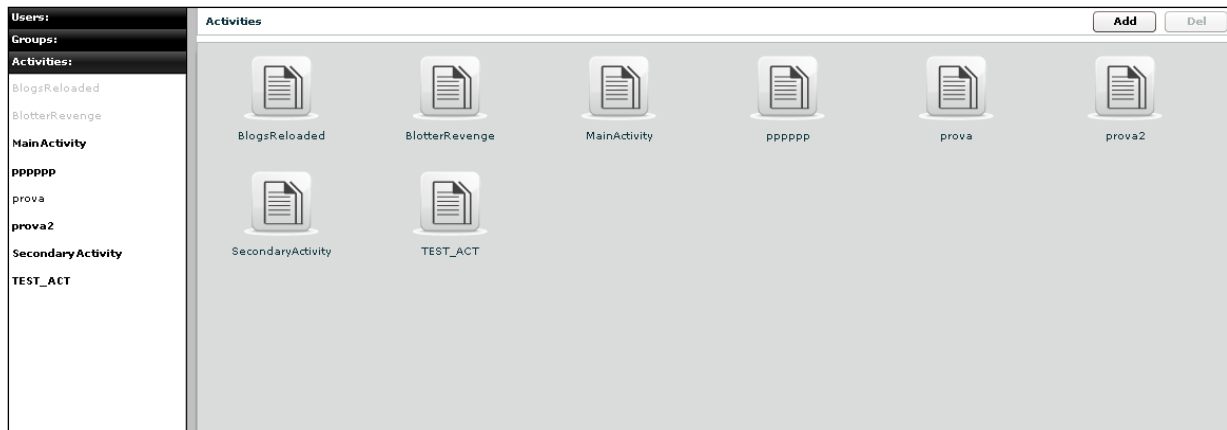 Users:
Groups:
Activities:
BlogsReloaded
BlotterRevenge
MainActivity
pppppp
prova
prova2
SecondaryActivity
TEST_ACT
Activities
Add
Del
BlogsReloaded
BlotterRevenge
MainActivity
pppppp
prova
prova2
SecondaryActivity
TEST_ACT